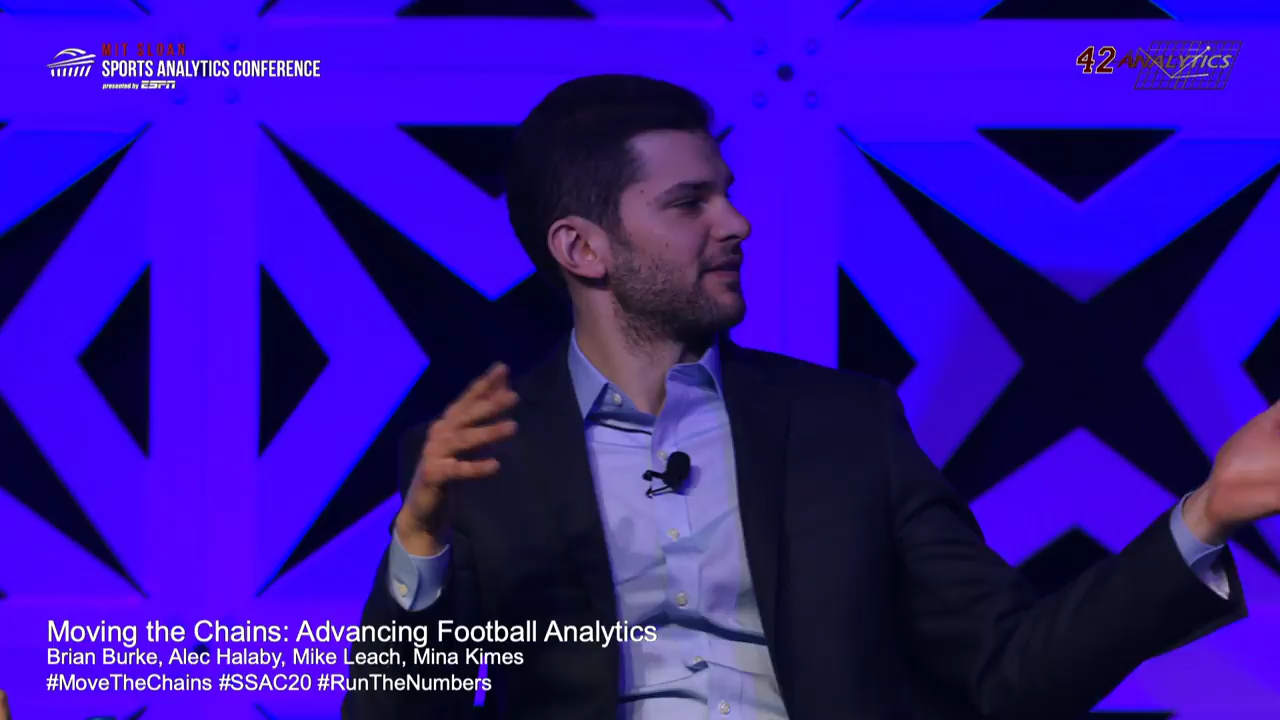 MIT SLOAN
SPORTS ANALYTICS CONFERENCE
presented by ESPN
42 ANALYTICS
Moving the Chains: Advancing Football Analytics
Brian Burke, Alec Halaby, Mike Leach, Mina Kimes
#MoveTheChains #SSAC20 #RunTheNumbers